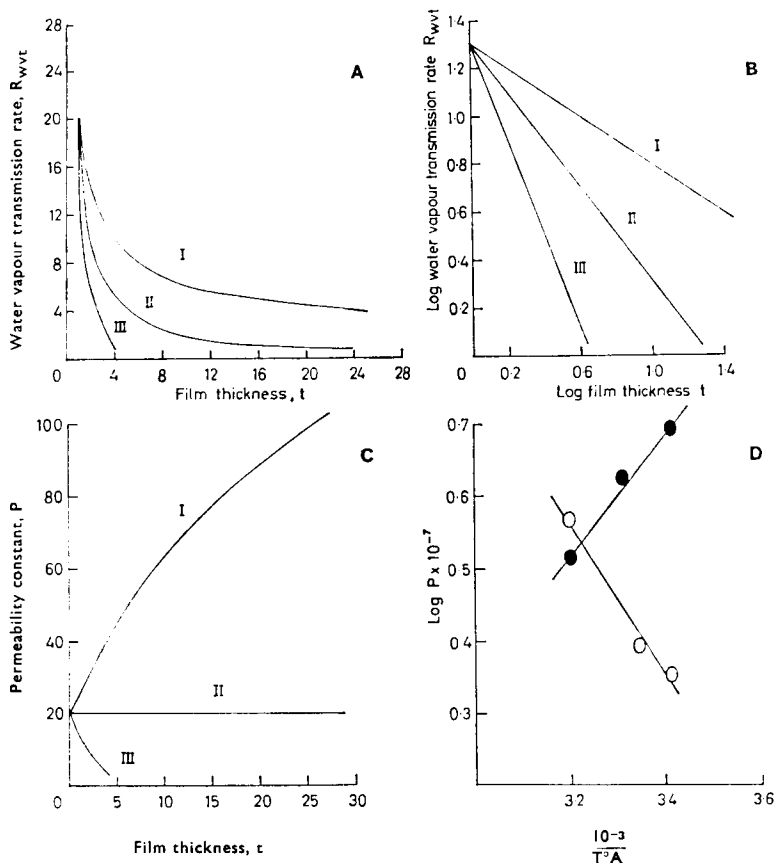 28
24
20
16
12
8
4
0
4
8
12
16
20
24
28
Water vapour transmission rate, Rwvt
Film thickness, t
A
I
II
III
1·4
1·2
1·0
0·8
0·6
0·4
0·2
0
0·2
0·6
1·0
1·4
Log water vapour transmission rate Rwvt
Log film thickness t
B
I
II
III
100
80
60
40
20
0
5
10
15
20
25
30
Permeability constant, P
Film thickness, t
C
I
II
III
0·7
0·6
0·5
0·4
0·3
3·2
3·4
3·6
Log P x 10⁻⁷
10⁻³
T°A
D